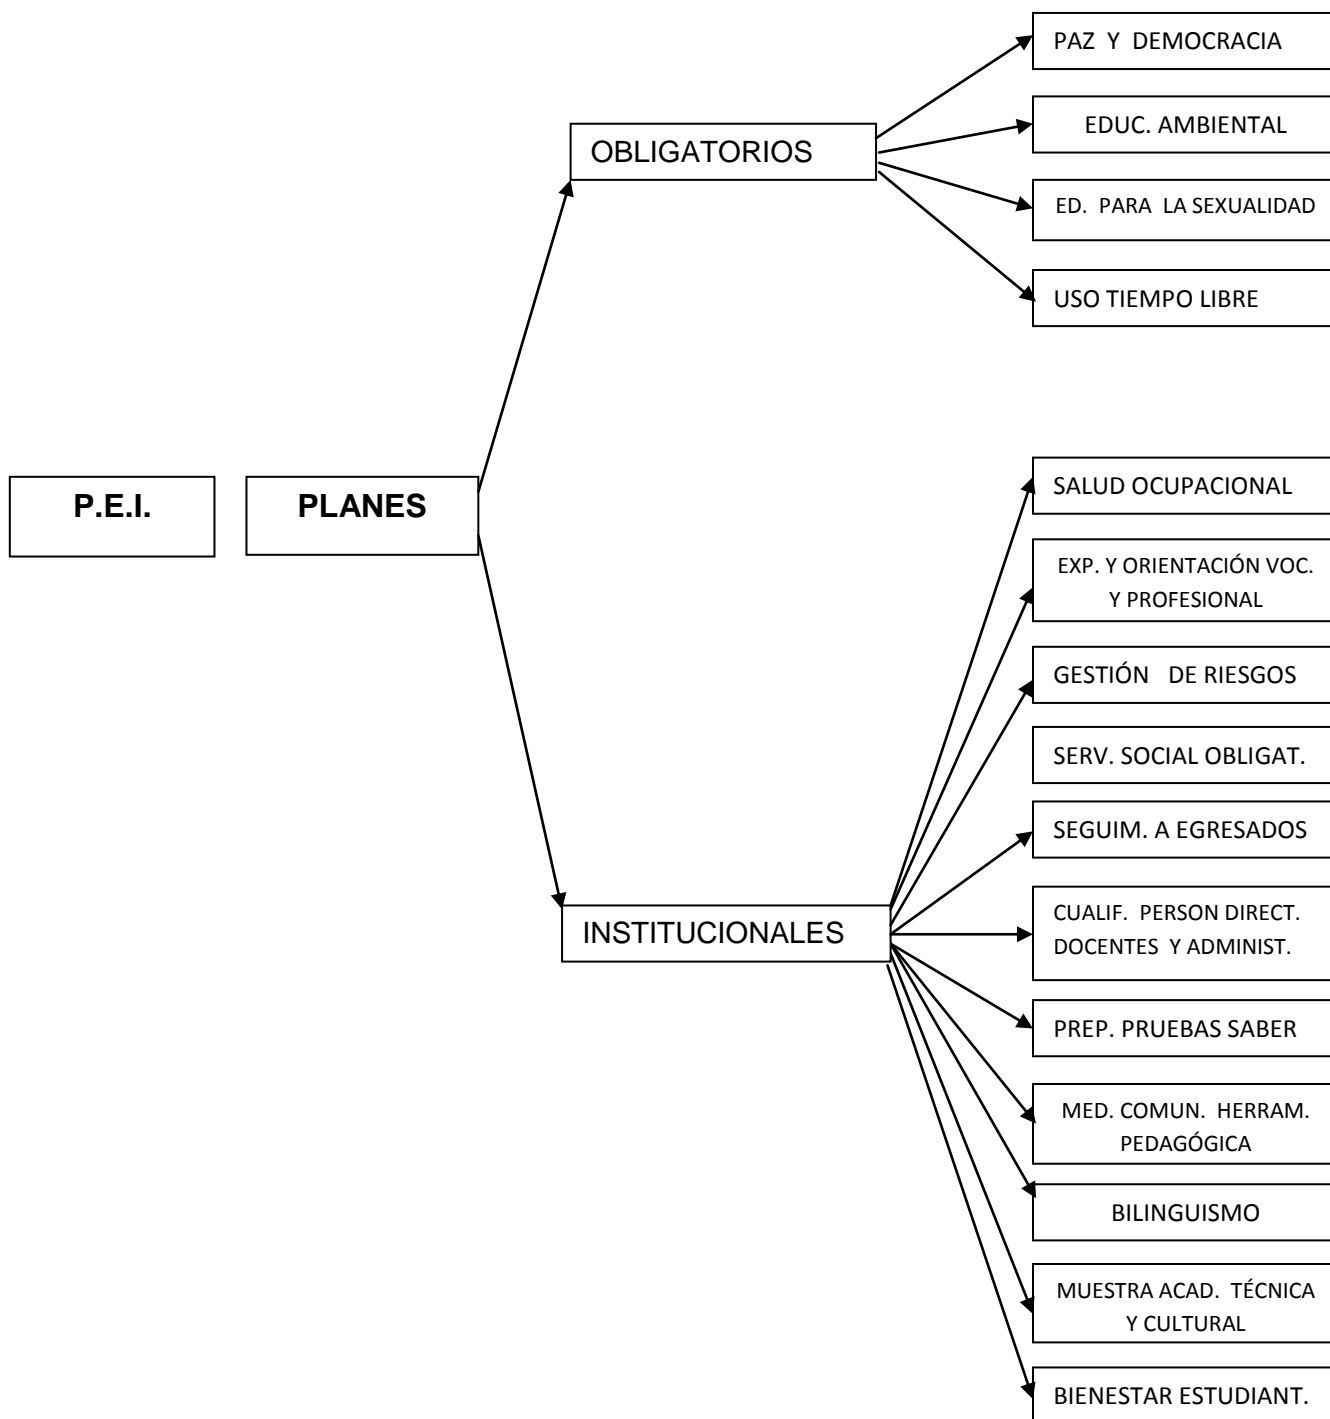 P.E.I.
PLANES
OBLIGATORIOS
PAZ Y DEMOCRACIA
EDUC. AMBIENTAL
ED. PARA LA SEXUALIDAD
USO TIEMPO LIBRE
INSTITUCIONALES
SALUD OCUPACIONAL
EXP. Y ORIENTACIÓN VOC.
Y PROFESIONAL
GESTIÓN DE RIESGOS
SERV. SOCIAL OBLIGAT.
SEGUIM. A EGRESADOS
CUALIF. PERSON DIRECT.
DOCENTES Y ADMINIST.
PREP. PRUEBAS SABER
MED. COMUN. HERRAM.
PEDAGÓGICA
BILINGUISMO
MUESTRA ACAD. TÉCNICA
Y CULTURAL
BIENESTAR ESTUDIANT.